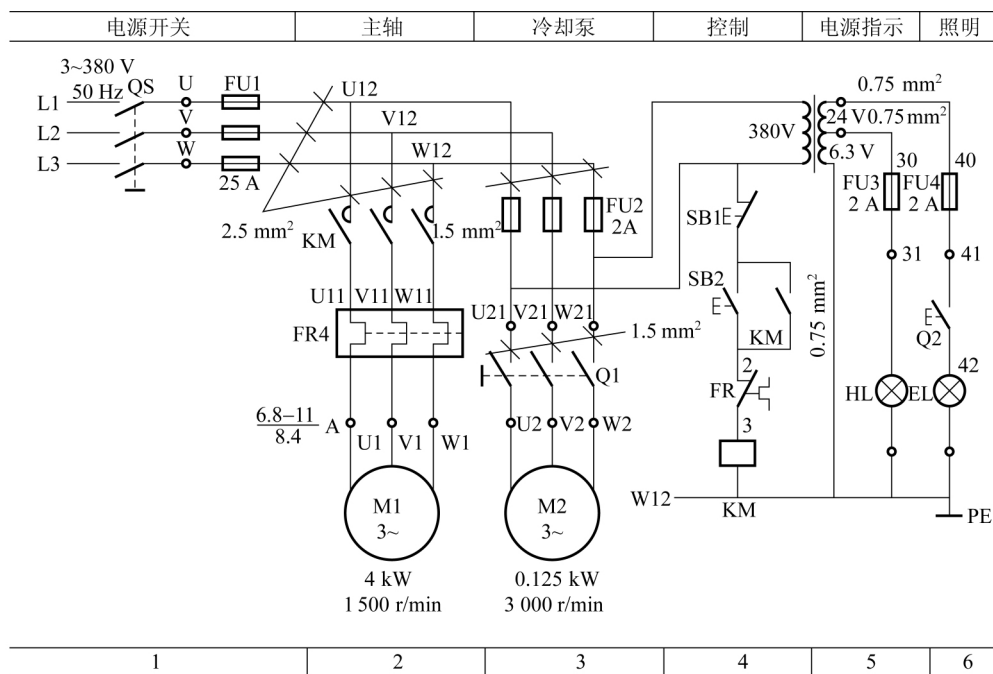 电源开关 主轴 冷却泵 控制 电源指示 照明
3~380 V
50 Hz QS U FU1
L1 U12 0.75 mm²
V
L2 V12 380V 24 V 0.75 mm²
W
L3 W12 6.3 V 30 40
25 A
FU3 FU4
2 A 2 A
2.5 mm² KM 1.5 mm² FU2
2A
SB1
31 41
SB2
U11 V11 W11 U21 V21 W21
FR4 1.5 mm² KM 0.75 mm² Q2
Q1 2 42
FR HL EL
6.8–11
8.4
A
U1 V1 W1 U2 V2 W2 3
M1
3~
M2
3~
W12 KM PE
4 kW
1 500 r/min
0.125 kW
3 000 r/min
1 2 3 4 5 6